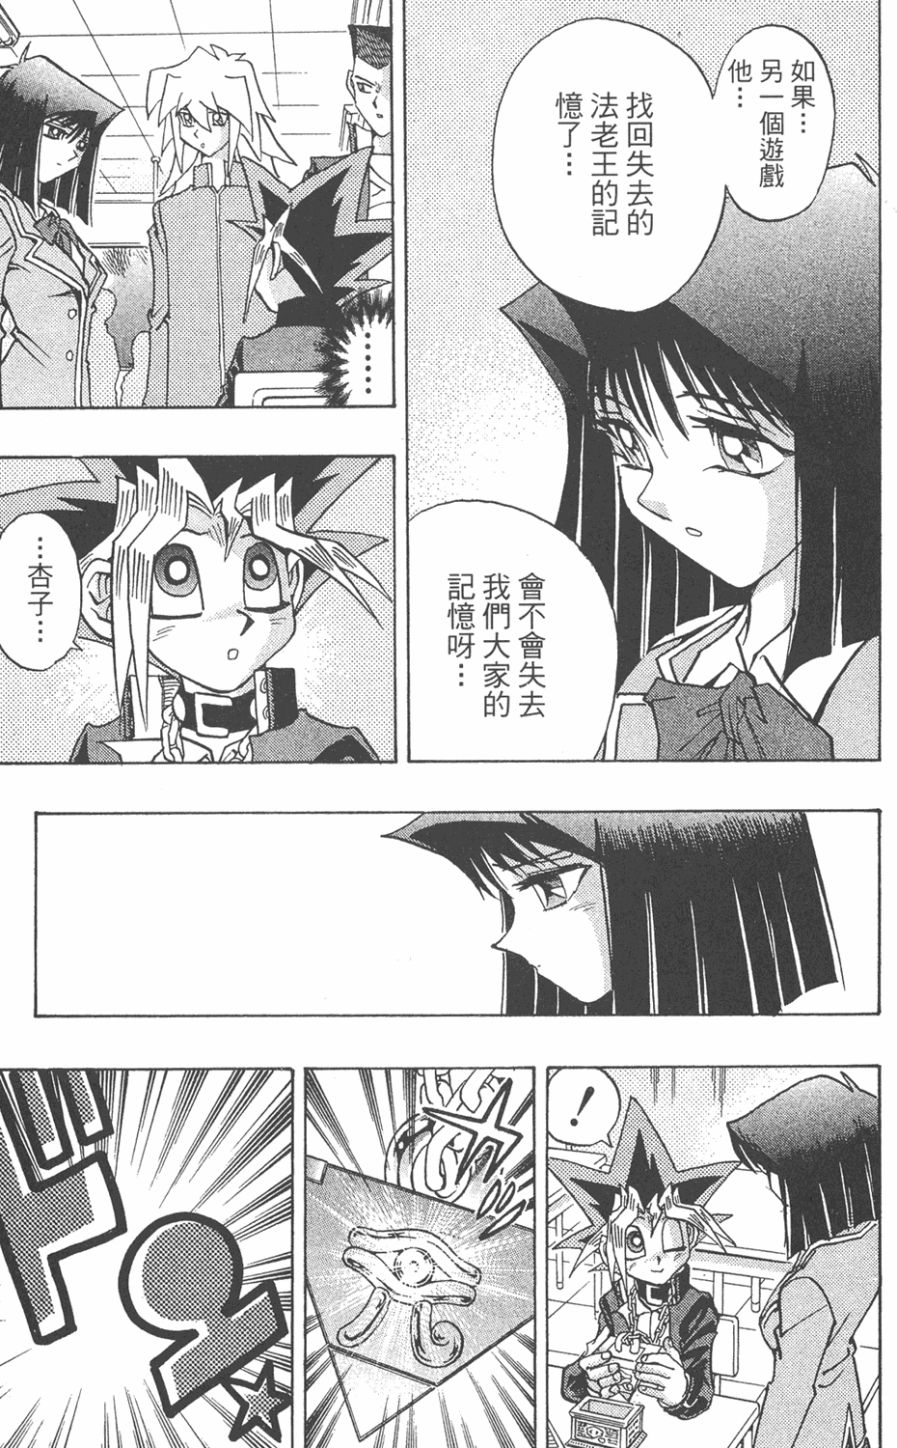 如果…
另一個遊戲
他…
找回失去的
法老王的記
憶了…
會不會失去
我們大家的
記憶呀…
……
…杏子…
！